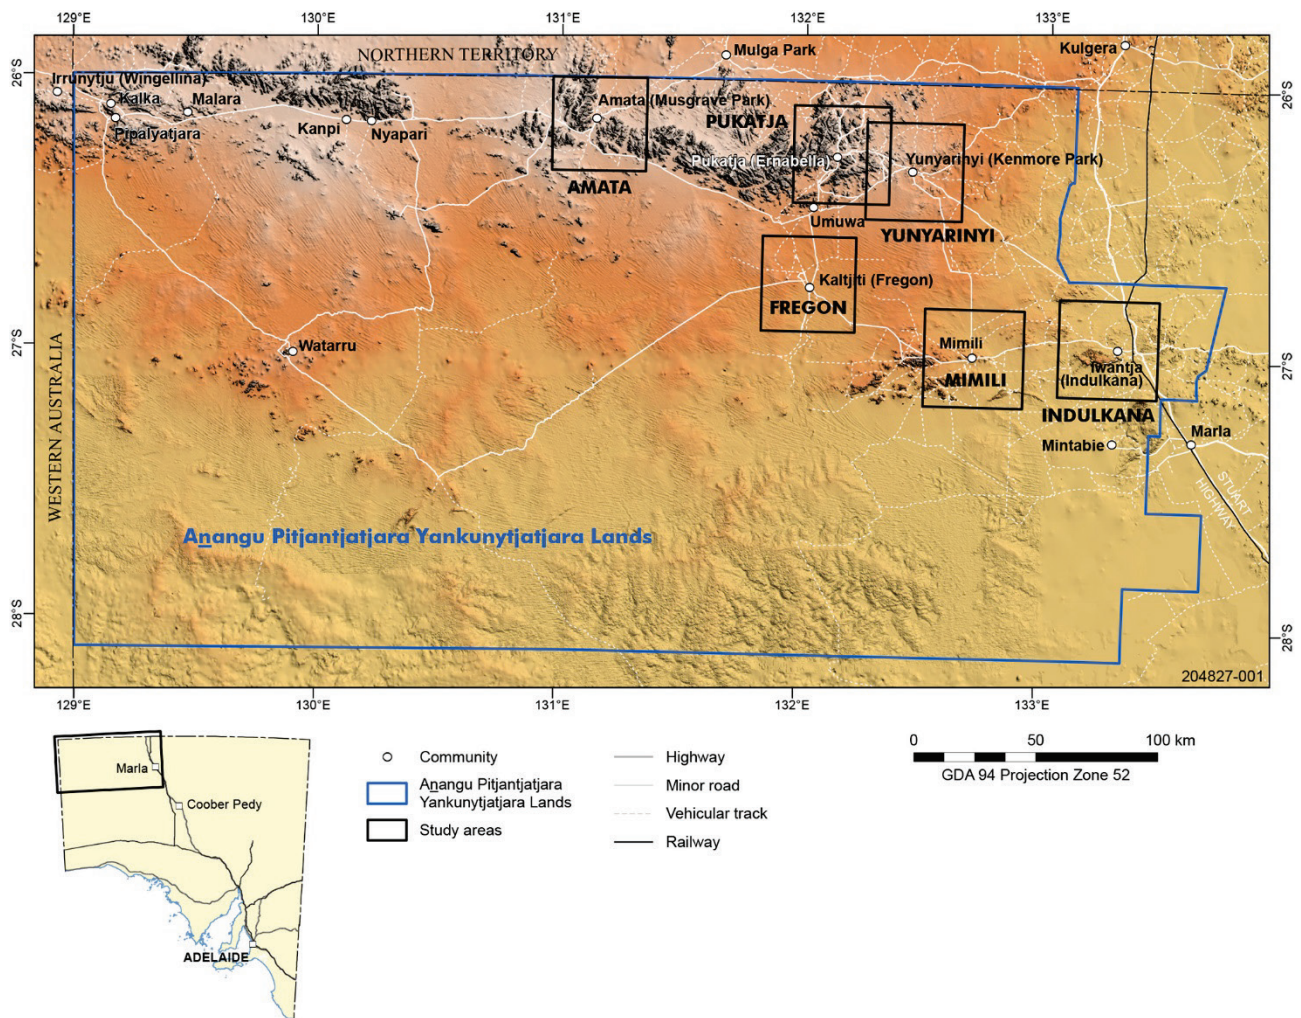 129°E
130°E
131°E
132°E
133°E
NORTHERN TERRITORY
Mulga Park
Kulgera
26°S
26°S
Irrunytju (Wingellina)
Kalka
Malara
Pipalyatjara
Kanpi
Nyapari
Amata (Musgrave Park)
PUKATJA
Pukatja (Ernabella)
Yunyarinyi (Kenmore Park)
AMATA
Umuwa
YUNYARINYI
Kaltjiti (Fregon)
FREGON
27°S
27°S
Watarru
Mimili
MIMILI
Iwantja
(Indulkana)
INDULKANA
Mintabie
Marla
WESTERN AUSTRALIA
STUART
HIGHWAY
A̲nangu Pitjantjatjara Yankunytjatjara Lands
28°S
28°S
204827-001
129°E
130°E
131°E
132°E
133°E
Marla
Coober Pedy
ADELAIDE
Community
A̲nangu Pitjantjatjara
Yankunytjatjara Lands
Study areas
Highway
Minor road
Vehicular track
Railway
0
50
100 km
GDA 94 Projection Zone 52